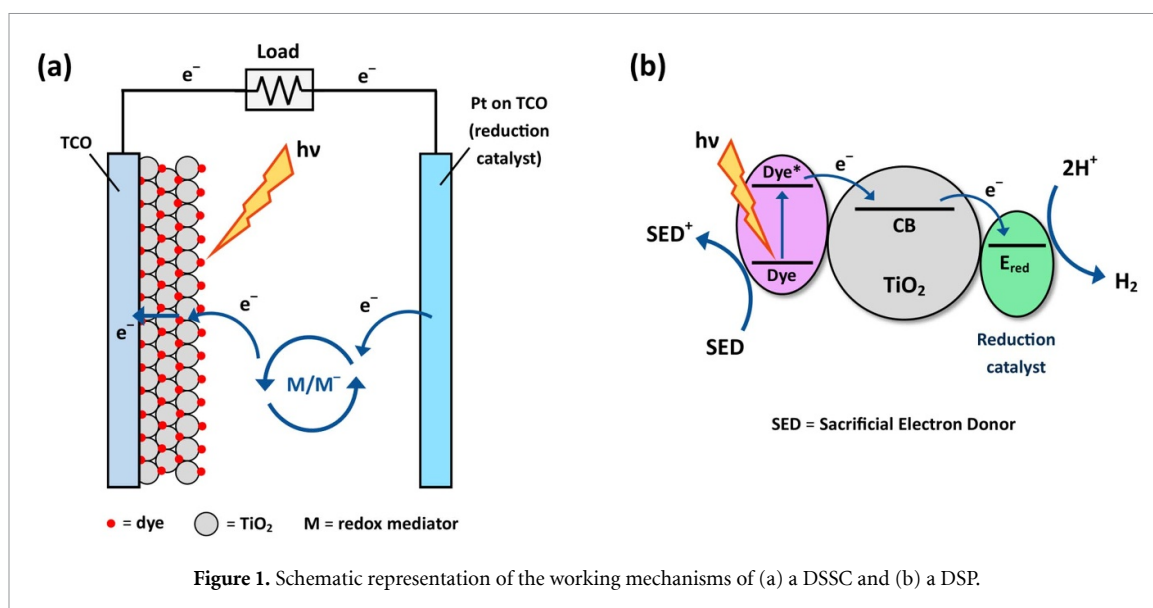 (a)
Load
e⁻
e⁻
Pt on TCO
(reduction
catalyst)
TCO
hν
e⁻
e⁻
e⁻
M/M⁻
● = dye
= TiO₂
M = redox mediator
(b)
hν
Dye*
e⁻
e⁻
2H⁺
CB
SED⁺
Dye
TiO₂
E_red
H₂
SED
Reduction
catalyst
SED = Sacrificial Electron Donor
Figure 1. Schematic representation of the working mechanisms of (a) a DSSC and (b) a DSP.